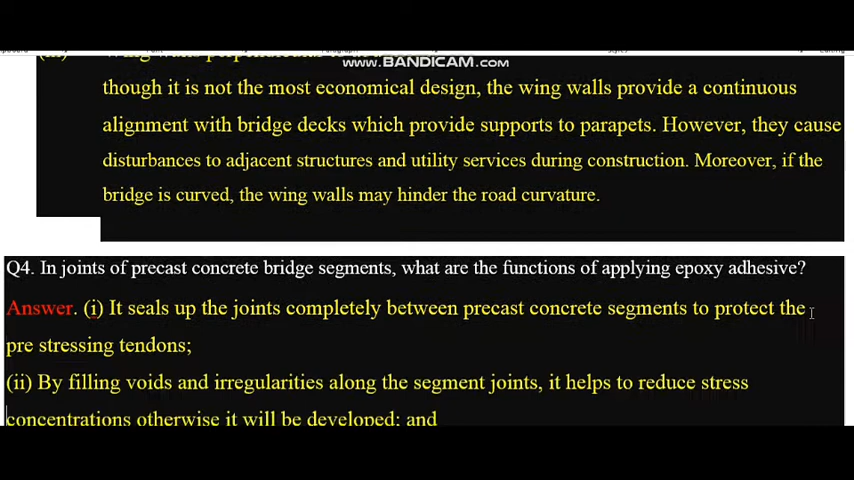 www.BANDICAM.com
though it is not the most economical design, the wing walls provide a continuous
alignment with bridge decks which provide supports to parapets. However, they cause
disturbances to adjacent structures and utility services during construction. Moreover, if the
bridge is curved, the wing walls may hinder the road curvature.
Q4. In joints of precast concrete bridge segments, what are the functions of applying epoxy adhesive?
Answer. (i) It seals up the joints completely between precast concrete segments to protect the
pre stressing tendons;
(ii) By filling voids and irregularities along the segment joints, it helps to reduce stress
concentrations otherwise it will be developed; and